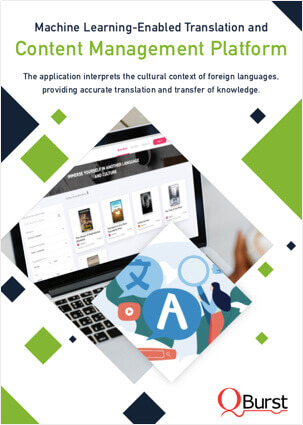 Machine Learning-Enabled Translation and
Content Management Platform
The application interprets the cultural context of foreign languages,
providing accurate translation and transfer of knowledge.
IMMERSE YOURSELF IN ANOTHER LANGUAGE
AND CULTURE
文
A
QBurst